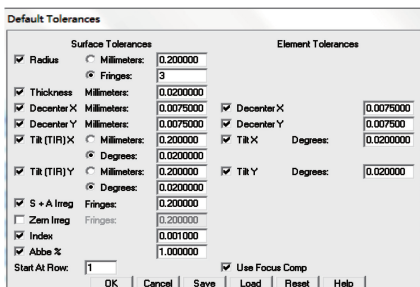 Default Tolerances
Surface Tolerances Element Tolerances
Radius Millimeters: 0.200000
Fringes: 3
Thickness Millimeters: 0.0200000
Decenter X Millimeters: 0.0075000 Decenter X 0.0075000
Decenter Y Millimeters: 0.0075000 Decenter Y 0.007500
Tilt (TIR) X Millimeters: 0.200000 Tilt X Degrees: 0.0200000
Degrees: 0.0200000
Tilt (TIR) Y Millimeters: 0.200000 Tilt Y Degrees: 0.020000
Degrees: 0.0200000
S + A Irreg Fringes: 0.200000
Zern Irreg Fringes: 0.200000
Index 0.001000
Abbe % 1.000000
Start At Row: 1 Use Focus Comp
OK Cancel Save Load Reset Help